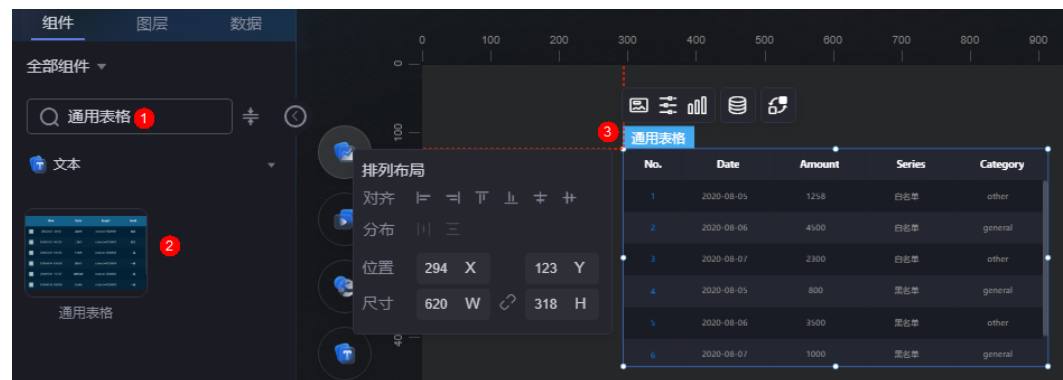 组件 图层 数据
全部组件
通用表格 1
文本
2
通用表格
0 100 200 300 400 500 600 700 800 900
0
100
40
排列布局
对齐
分布
位置 294 X 123 Y
尺寸 620 W 318 H
3
通用表格
No. Date Amount Series Category
1 2020-08-05 1258 白名单 other
2 2020-08-06 4500 白名单 general
3 2020-08-07 2300 白名单 other
4 2020-08-05 800 黑名单 general
5 2020-08-06 3500 黑名单 other
6 2020-08-07 1000 黑名单 general